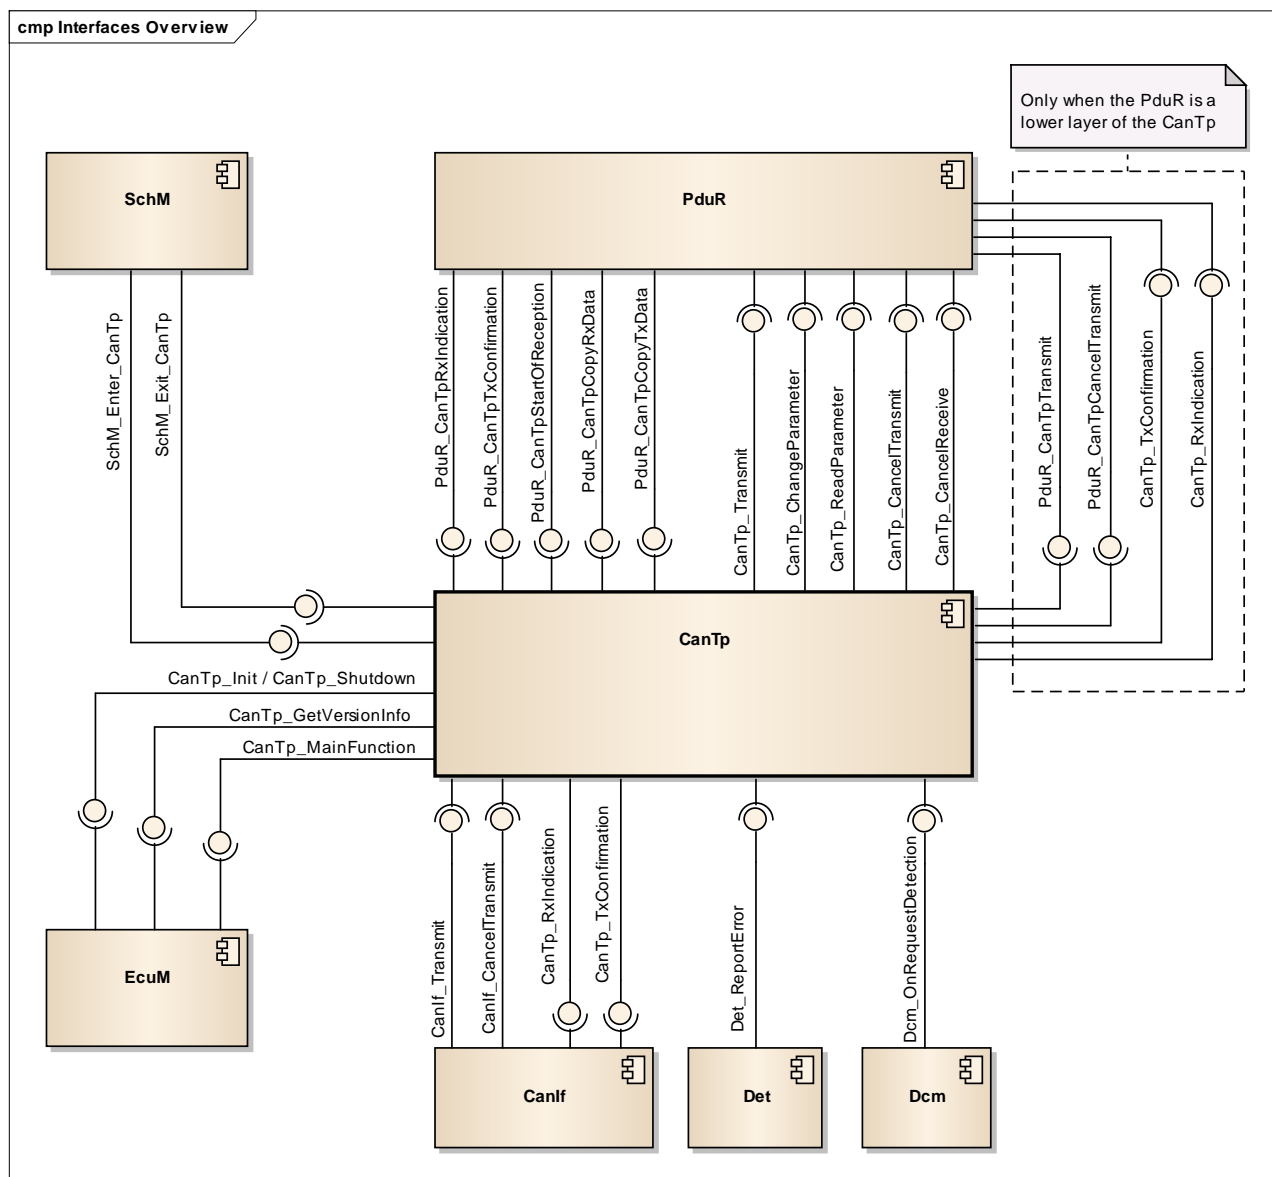 cmp Interfaces Overview
Only when the PduR is a
lower layer of the CanTp
SchM
PduR
SchM_Enter_CanTp
SchM_Exit_CanTp
PduR_CanTpRxIndication
PduR_CanTpTxConfirmation
PduR_CanTpStartOfReception
PduR_CanTpCopyRxData
PduR_CanTpCopyTxData
CanTp_Transmit
CanTp_ChangeParameter
CanTp_ReadParameter
CanTp_CancelTransmit
CanTp_CancelReceive
PduR_CanTpTransmit
PduR_CanTpCancelTransmit
CanTp_TxConfirmation
CanTp_RxIndication
CanTp
CanTp_Init / CanTp_Shutdown
CanTp_GetVersionInfo
CanTp_MainFunction
CanIf_Transmit
CanIf_CancelTransmit
CanTp_RxIndication
CanTp_TxConfirmation
Det_ReportError
Dcm_OnRequestDetection
EcuM
CanIf
Det
Dcm